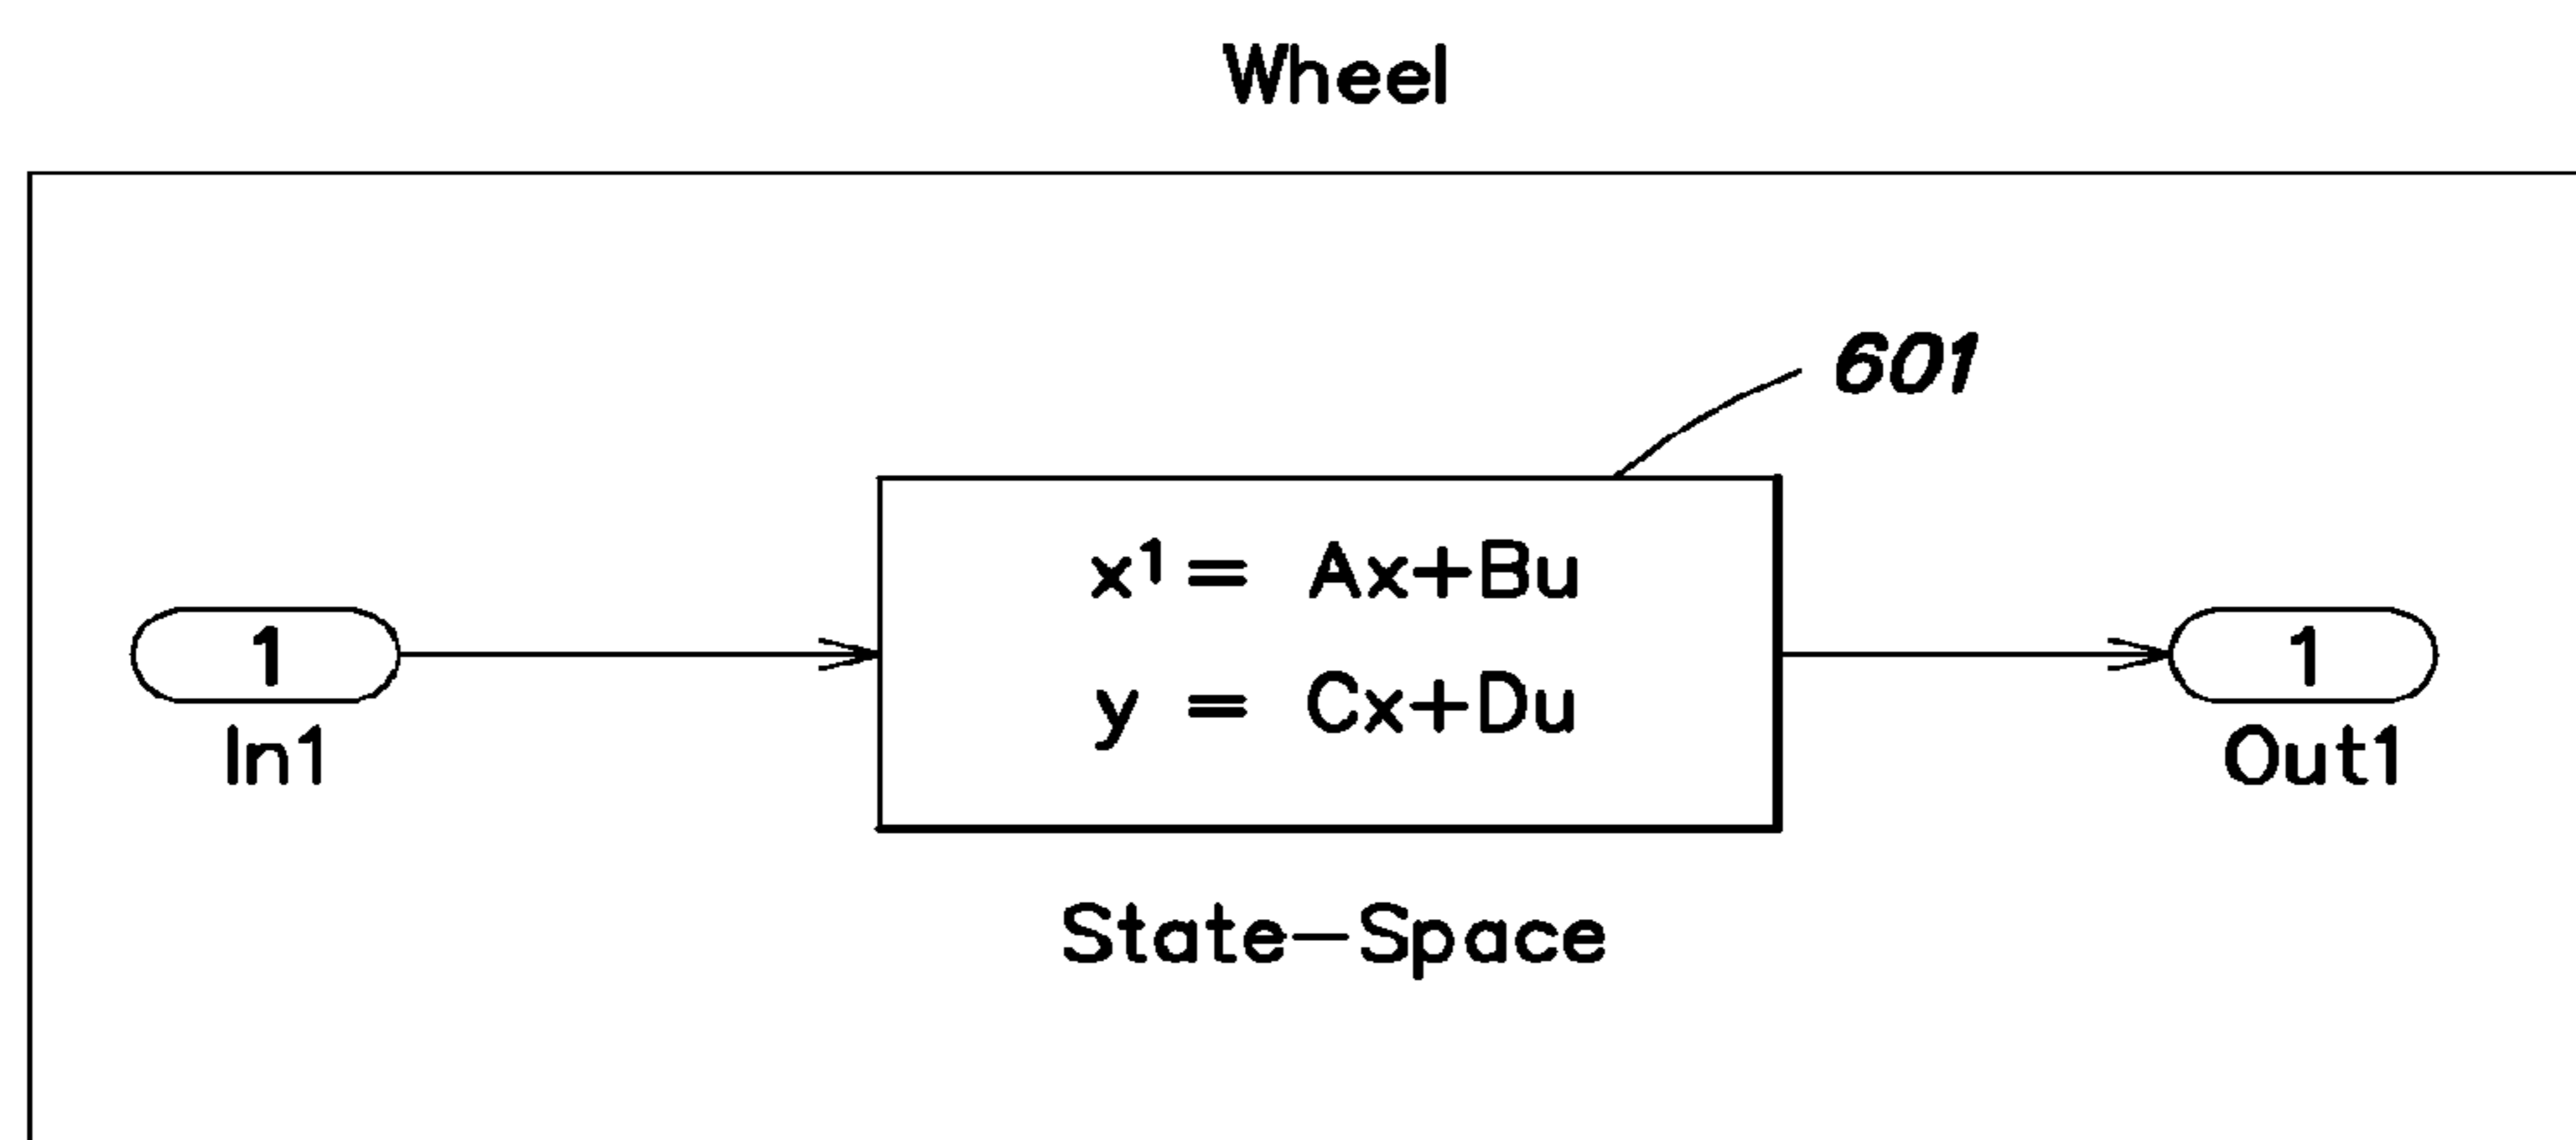 Wheel
601
x¹ = Ax+Bu
y = Cx+Du
1
1
In1
Out1
State-Space